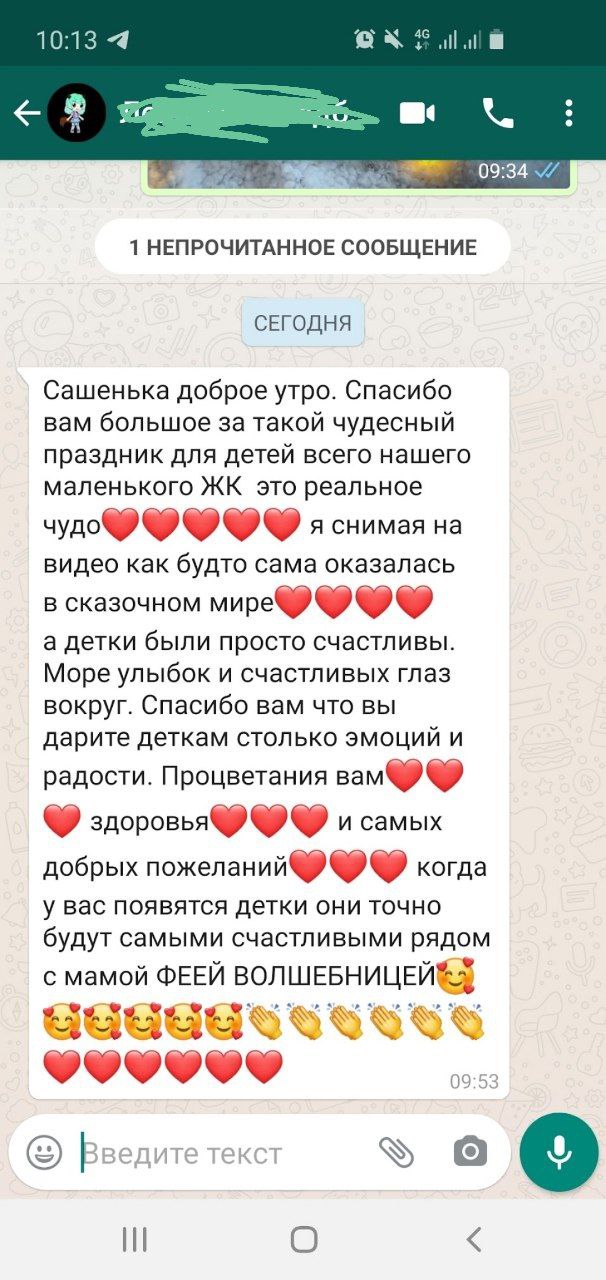 10:13
4G
09:34
1 НЕПРОЧИТАННОЕ СООБЩЕНИЕ
СЕГОДНЯ
Сашенька доброе утро. Спасибо
вам большое за такой чудесный
праздник для детей всего нашего
маленького ЖК это реальное
чудо❤️❤️❤️❤️❤️ я снимая на
видео как будто сама оказалась
в сказочном мире❤️❤️❤️❤️
а детки были просто счастливы.
Море улыбок и счастливых глаз
вокруг. Спасибо вам что вы
дарите деткам столько эмоций и
радости. Процветания вам❤️❤️
❤️ здоровья❤️❤️❤️ и самых
добрых пожеланий❤️❤️❤️ когда
у вас появятся детки они точно
будут самыми счастливыми рядом
с мамой ФЕЕЙ ВОЛШЕБНИЦЕЙ🥰
🥰🥰🥰🥰🥰👏👏👏👏👏👏
❤️❤️❤️❤️❤️❤️
09:53
Введите текст